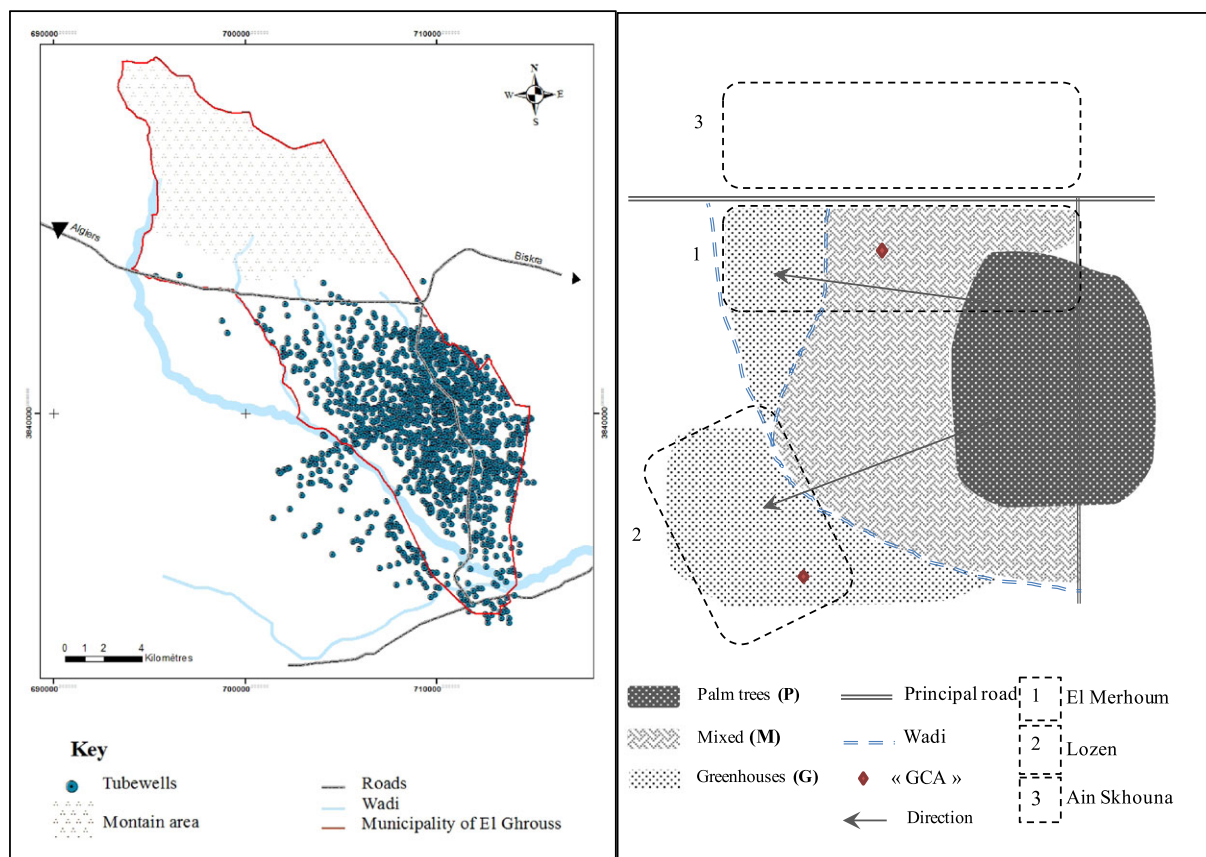 690000
700000
710000
N
W
E
S
Algiers
Biskra
3840000
3840000
0 1 2 4
Kilomètres
690000
700000
710000
Key
Tubewells
Montain area
Roads
Wadi
Municipality of El Ghrouss
3
1
2
Palm trees (P)
Mixed (M)
Greenhouses (G)
Principal road
Wadi
« GCA »
Direction
1 El Merhoum
2 Lozen
3 Ain Skhouna